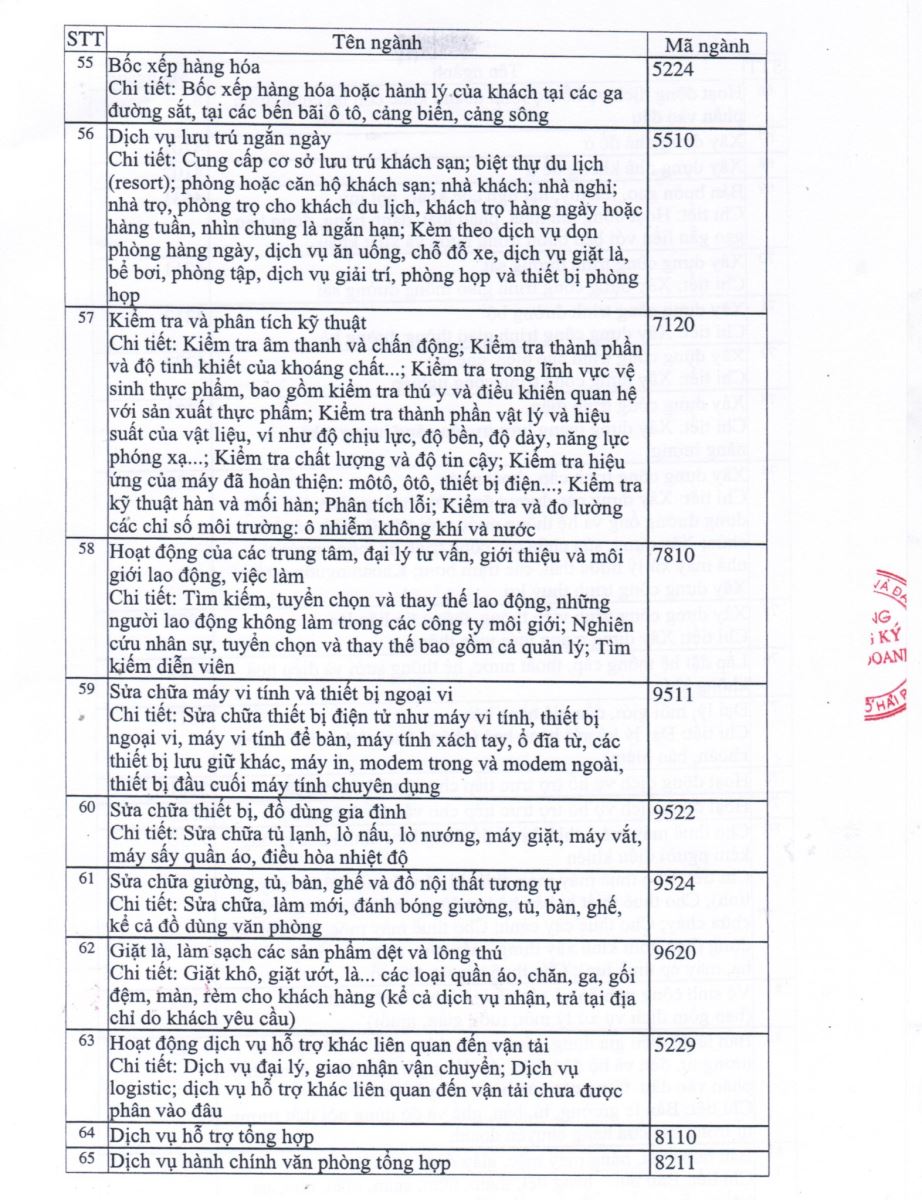 STT Tên ngành Mã ngành
55 Bốc xếp hàng hóa 5224
Chi tiết: Bốc xếp hàng hóa hoặc hành lý của khách tại các ga
đường sắt, tại các bến bãi ô tô, cảng biển, cảng sông
56 Dịch vụ lưu trú ngắn ngày 5510
Chi tiết: Cung cấp cơ sở lưu trú khách sạn; biệt thự du lịch
(resort); phòng hoặc căn hộ khách sạn; nhà khách; nhà nghỉ;
nhà trọ, phòng trọ cho khách du lịch, khách trọ hàng ngày hoặc
hàng tuần, nhìn chung là ngắn hạn; Kèm theo dịch vụ dọn
phòng hàng ngày, dịch vụ ăn uống, chỗ đỗ xe, dịch vụ giặt là,
bể bơi, phòng tập, dịch vụ giải trí, phòng họp và thiết bị phòng
họp
57 Kiểm tra và phân tích kỹ thuật 7120
Chi tiết: Kiểm tra âm thanh và chấn động; Kiểm tra thành phần
và độ tinh khiết của khoáng chất...; Kiểm tra trong lĩnh vực vệ
sinh thực phẩm, bao gồm kiểm tra thú y và điều khiển quan hệ
với sản xuất thực phẩm; Kiểm tra thành phần vật lý và hiệu
suất của vật liệu, ví như độ chịu lực, độ bền, độ dày, năng lực
phóng xạ...; Kiểm tra chất lượng và độ tin cậy; Kiểm tra hiệu
ứng của máy đã hoàn thiện: môtô, ôtô, thiết bị điện...; Kiểm tra
kỹ thuật hàn và mối hàn; Phân tích lỗi; Kiểm tra và đo lường
các chỉ số môi trường: ô nhiễm không khí và nước
58 Hoạt động của các trung tâm, đại lý tư vấn, giới thiệu và môi 7810
giới lao động, việc làm
Chi tiết: Tìm kiếm, tuyển chọn và thay thế lao động, những
người lao động không làm trong các công ty môi giới; Nghiên
cứu nhân sự, tuyển chọn và thay thế bao gồm cả quản lý; Tìm
kiếm diễn viên
59 Sửa chữa máy vi tính và thiết bị ngoại vi 9511
Chi tiết: Sửa chữa thiết bị điện tử như máy vi tính, thiết bị
ngoại vi, máy vi tính để bàn, máy tính xách tay, ổ đĩa từ, các
thiết bị lưu giữ khác, máy in, modem trong và modem ngoài,
thiết bị đầu cuối máy tính chuyên dụng
60 Sửa chữa thiết bị, đồ dùng gia đình 9522
Chi tiết: Sửa chữa tủ lạnh, lò nấu, lò nướng, máy giặt, máy vắt,
máy sấy quần áo, điều hòa nhiệt độ
61 Sửa chữa giường, tủ, bàn, ghế và đồ nội thất tương tự 9524
Chi tiết: Sửa chữa, làm mới, đánh bóng giường, tủ, bàn, ghế,
kể cả đồ dùng văn phòng
62 Giặt là, làm sạch các sản phẩm dệt và lông thú 9620
Chi tiết: Giặt khô, giặt ướt, là... các loại quần áo, chăn, ga, gối
đệm, màn, rèm cho khách hàng (kể cả dịch vụ nhận, trả tại địa
chỉ do khách yêu cầu)
63 Hoạt động dịch vụ hỗ trợ khác liên quan đến vận tải 5229
Chi tiết: Dịch vụ đại lý, giao nhận vận chuyển; Dịch vụ
logistic; dịch vụ hỗ trợ khác liên quan đến vận tải chưa được
phân vào đâu
64 Dịch vụ hỗ trợ tổng hợp 8110
65 Dịch vụ hành chính văn phòng tổng hợp 8211
KÝ
DOANH